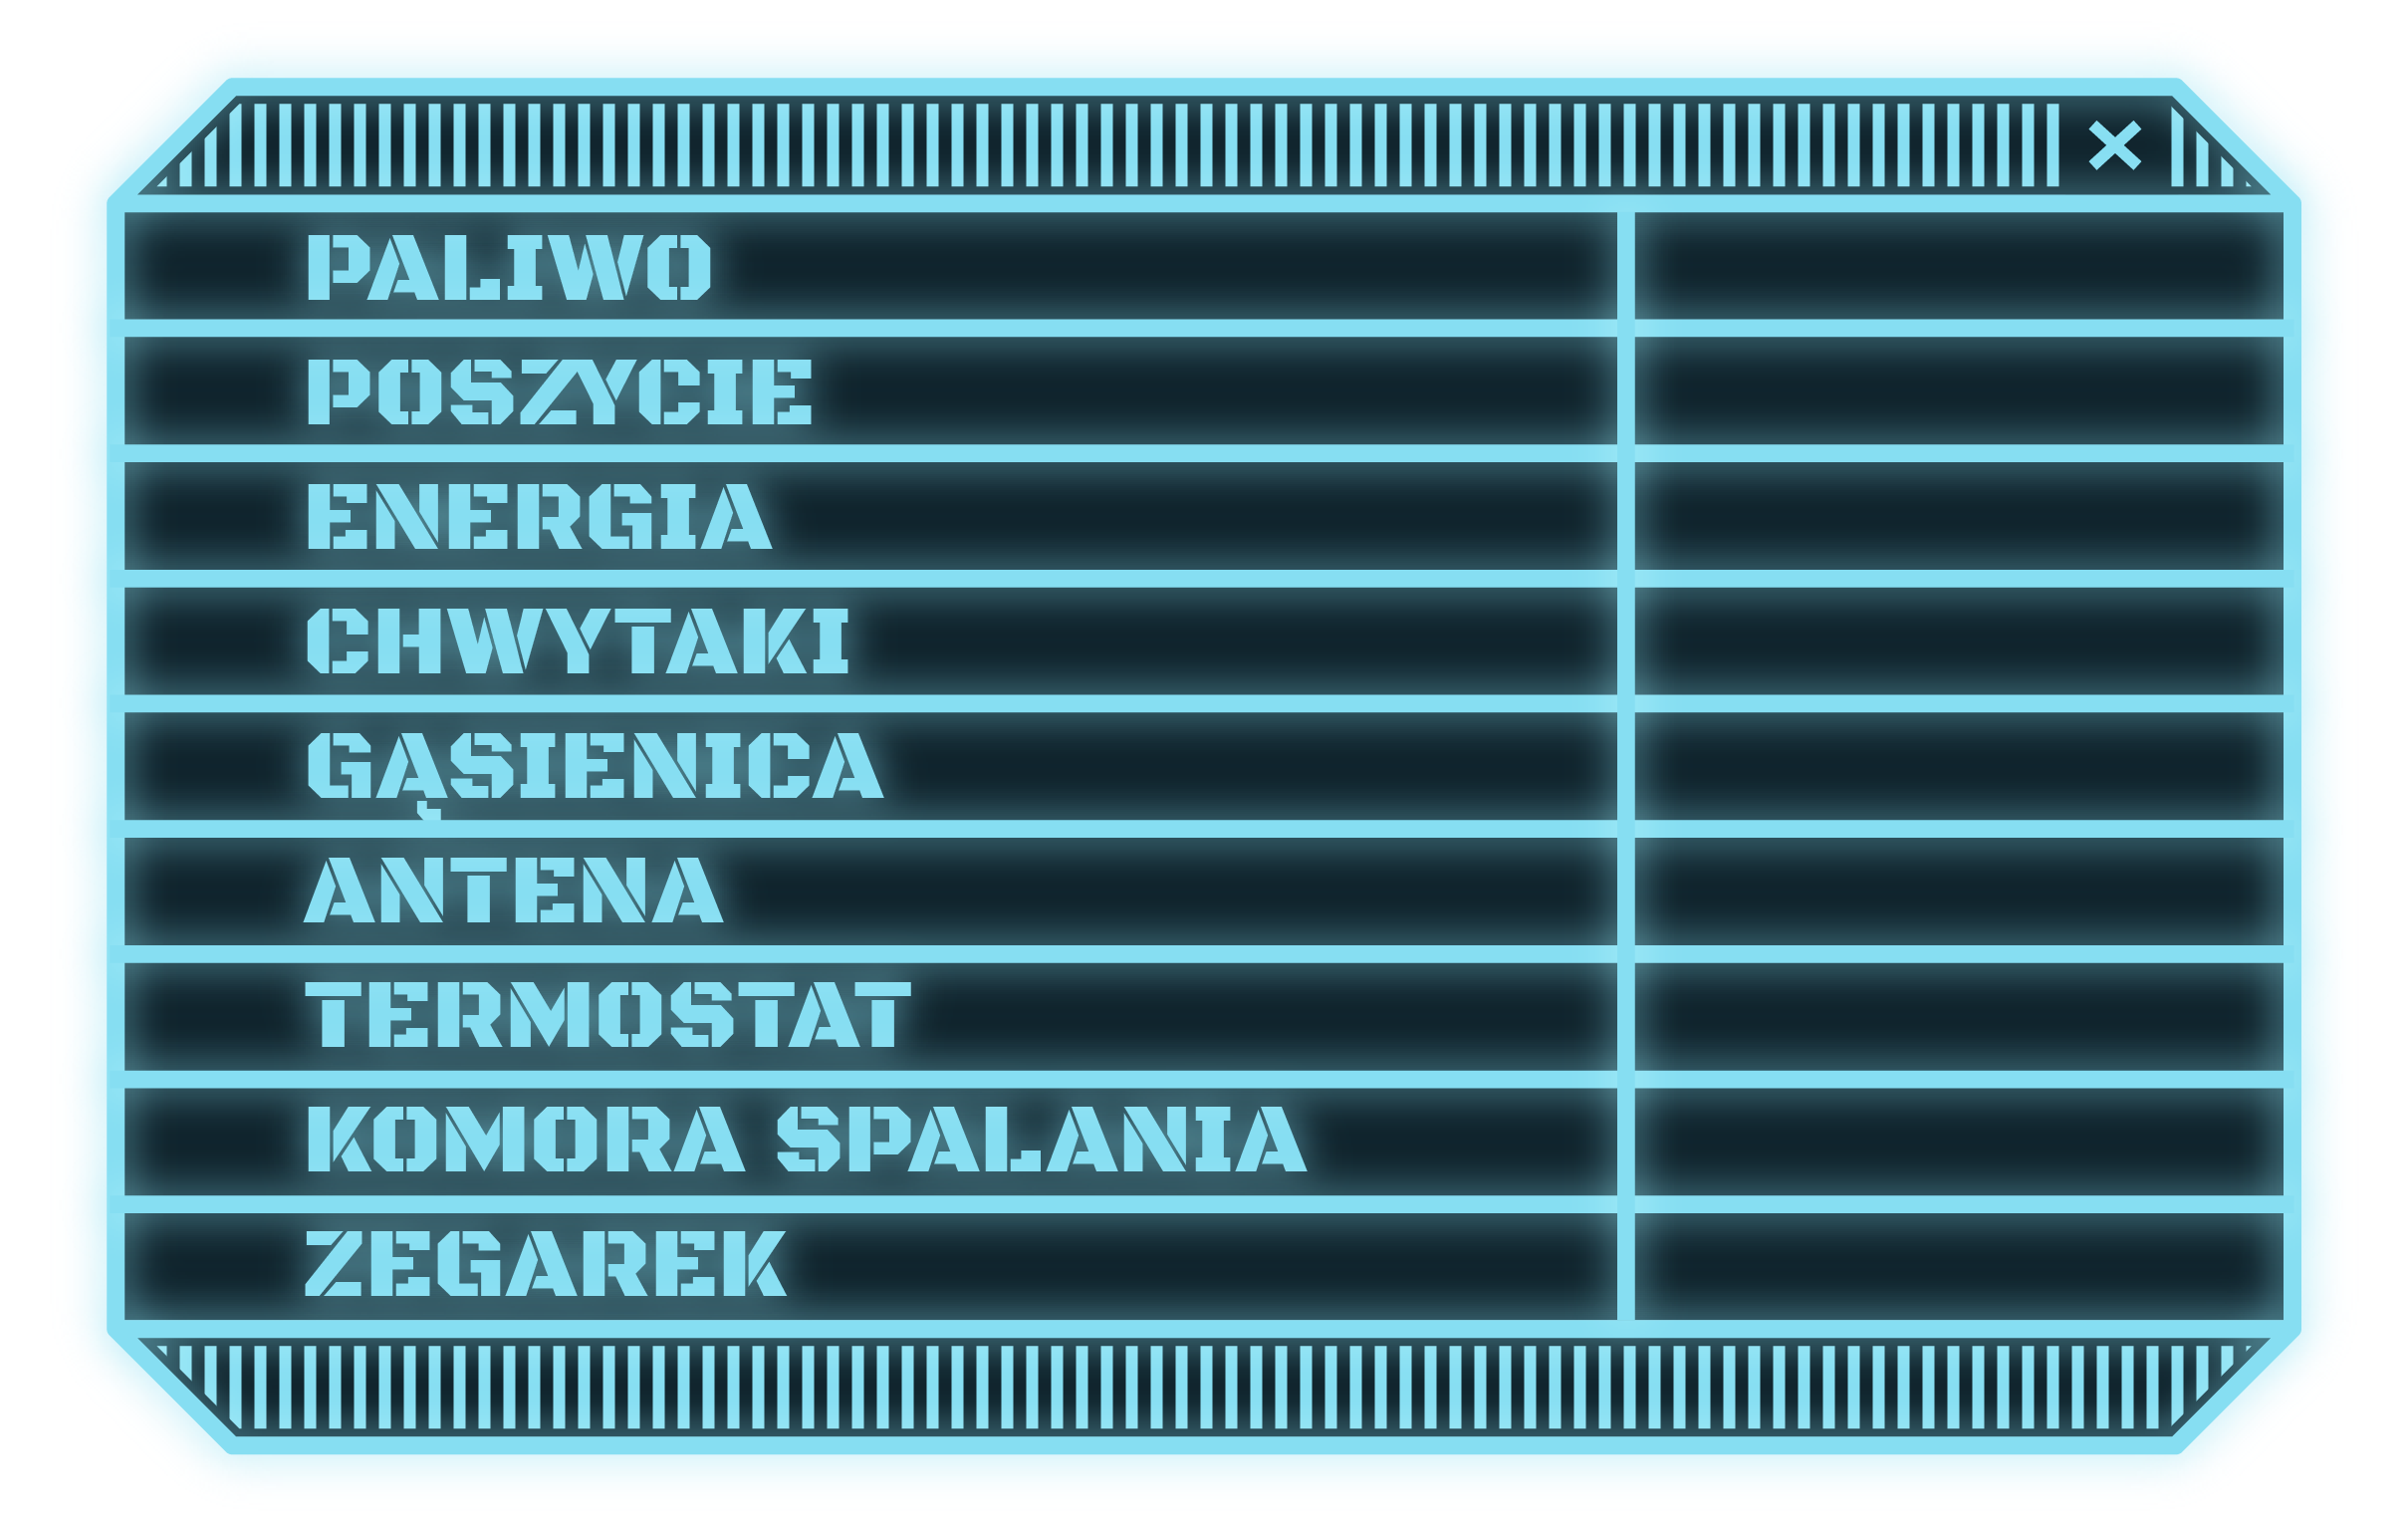 PALIWO
POSZYCIE
ENERGIA
CHWYTAKI
GĄSIENICA
ANTENA
TERMOSTAT
KOMORA SPALANIA
ZEGAREK